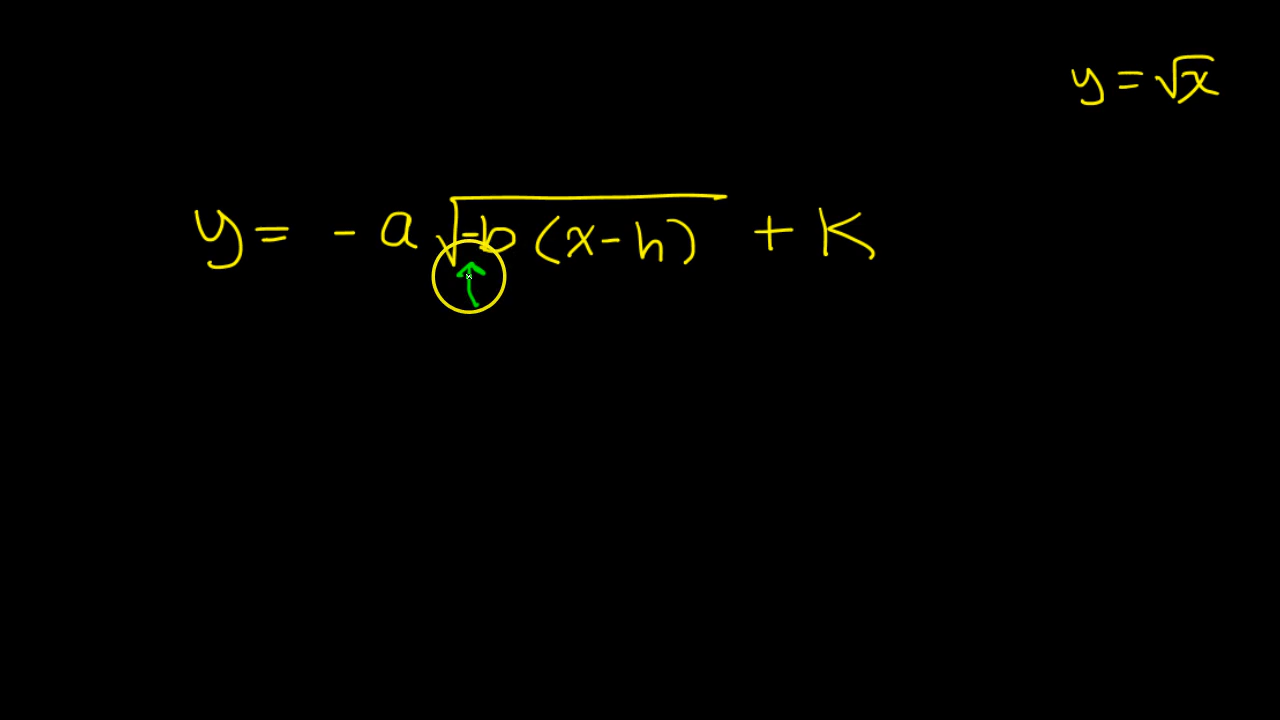 y = √x
y = - a √-b (x - h) + K